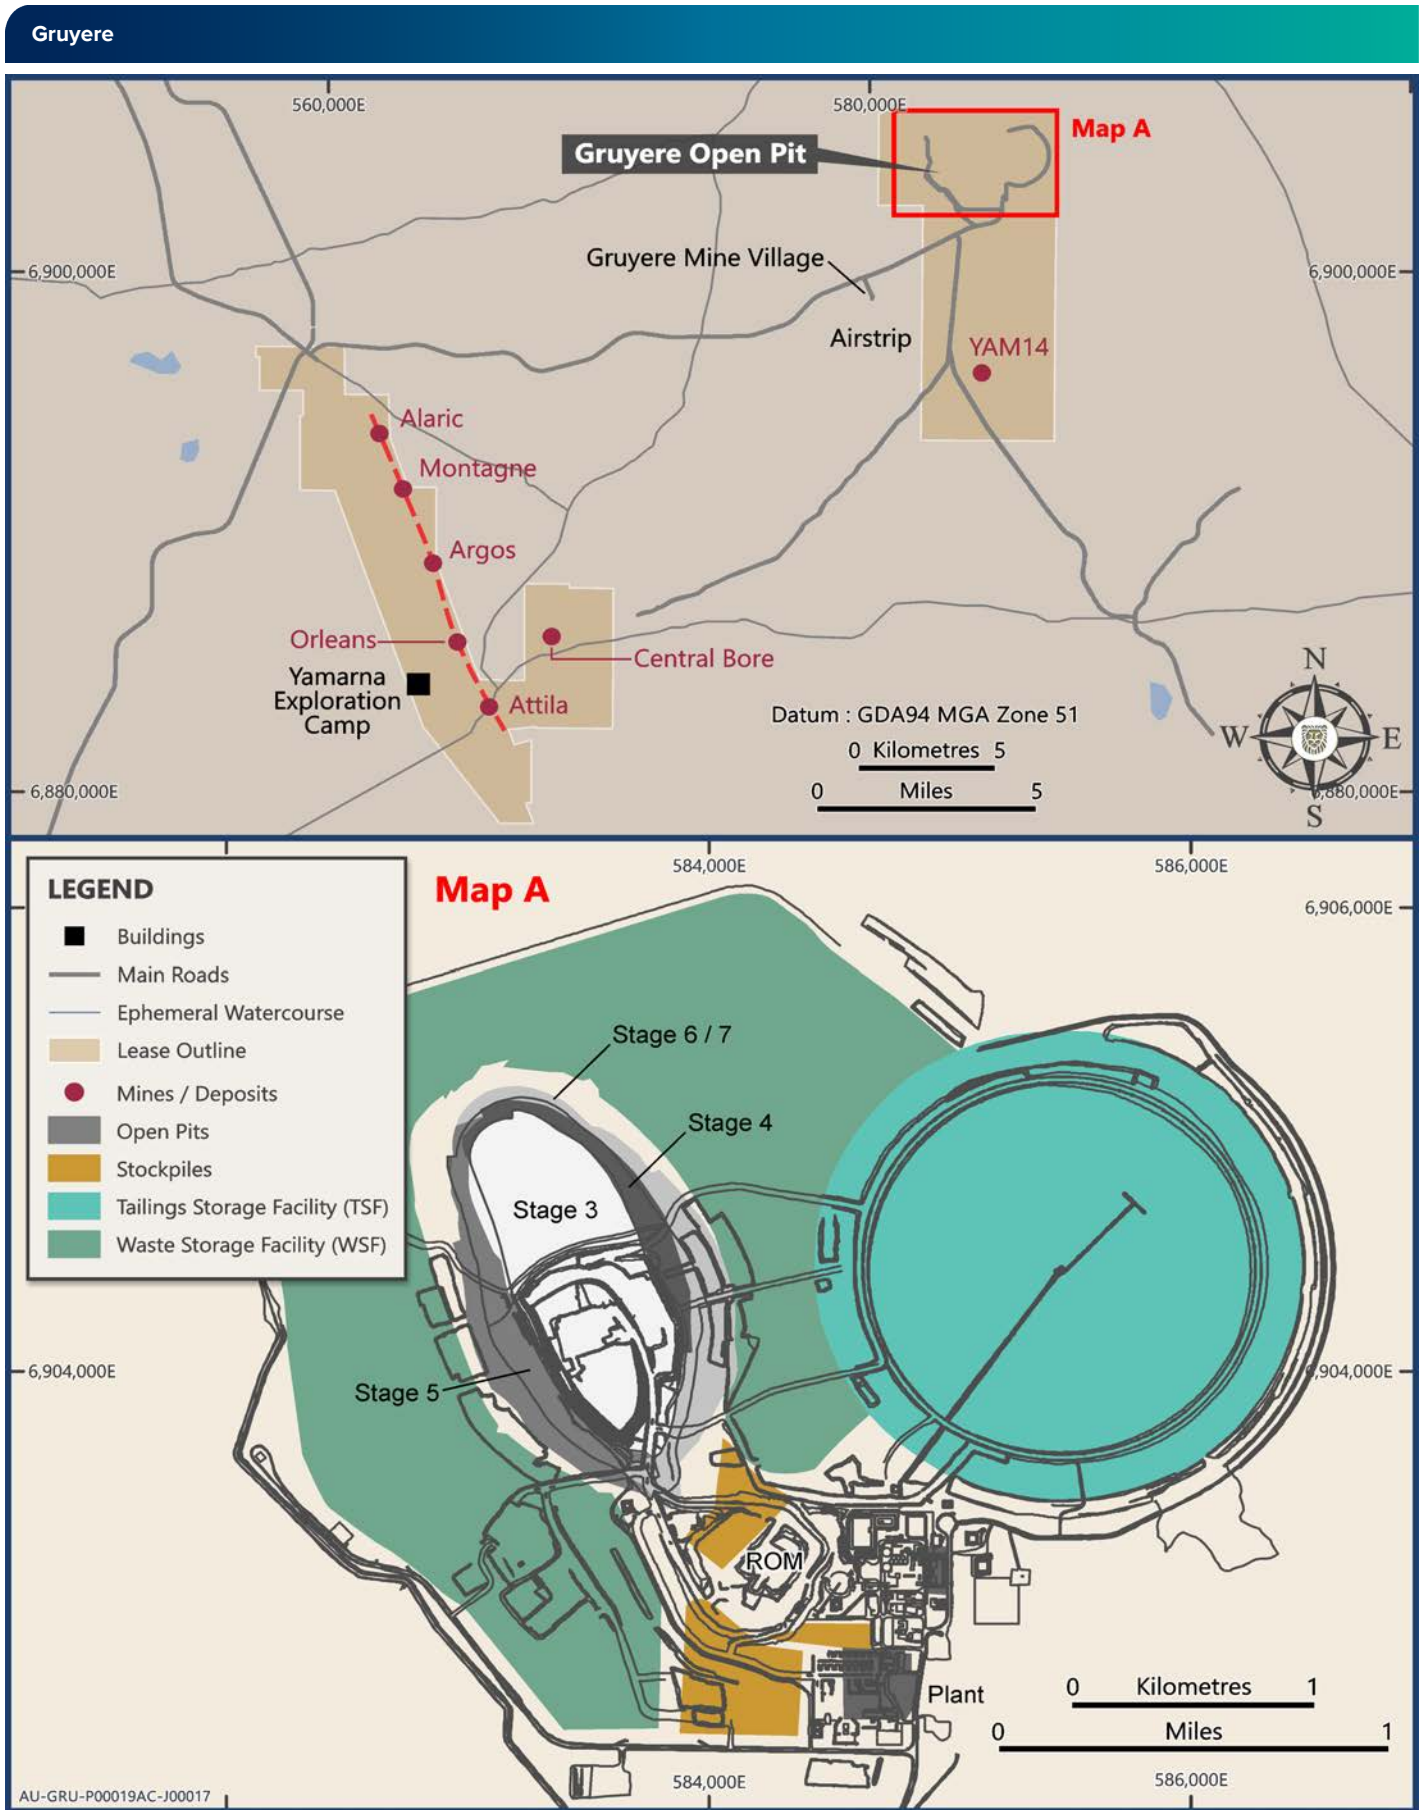 Gruyere
560,000E
580,000E
Map A
Gruyere Open Pit
Gruyere Mine Village
6,900,000E
6,900,000E
Airstrip
YAM14
Alaric
Montagne
Argos
Orleans
Central Bore
Yamarna
Exploration
Camp
Attila
Datum : GDA94 MGA Zone 51
0 Kilometres 5
0 Miles 5
N
W
E
S
6,880,000E
6,880,000E
LEGEND
Buildings
Main Roads
Ephemeral Watercourse
Lease Outline
Mines / Deposits
Open Pits
Stockpiles
Tailings Storage Facility (TSF)
Waste Storage Facility (WSF)
Map A
584,000E
586,000E
6,906,000E
Stage 6 / 7
Stage 4
Stage 3
6,904,000E
6,904,000E
Stage 5
ROM
Plant
0 Kilometres 1
0 Miles 1
584,000E
586,000E
AU-GRU-P00019AC-J00017